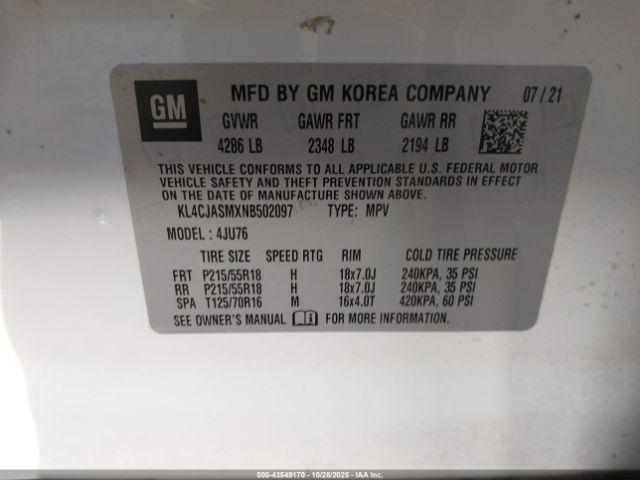 GM
MFD BY GM KOREA COMPANY 07 / 21
GVWR GAWR FRT GAWR RR
4286 LB 2348 LB 2194 LB
THIS VEHICLE CONFORMS TO ALL APPLICABLE U.S. FEDERAL MOTOR
VEHICLE SAFETY AND THEFT PREVENTION STANDARDS IN EFFECT
ON THE DATE OF MANUFACTURE SHOWN ABOVE.
KL4CJASMXNB502097 TYPE: MPV
MODEL : 4JU76
TIRE SIZE SPEED RTG RIM COLD TIRE PRESSURE
FRT P215/55R18 H 18x7.0J 240KPA, 35 PSI
RR P215/55R18 H 18x7.0J 240KPA, 35 PSI
SPA T125/70R16 M 16x4.0T 420KPA, 60 PSI
SEE OWNER'S MANUAL i FOR MORE INFORMATION.
000-43549170 | 10/28/2025 | IAAI.CA